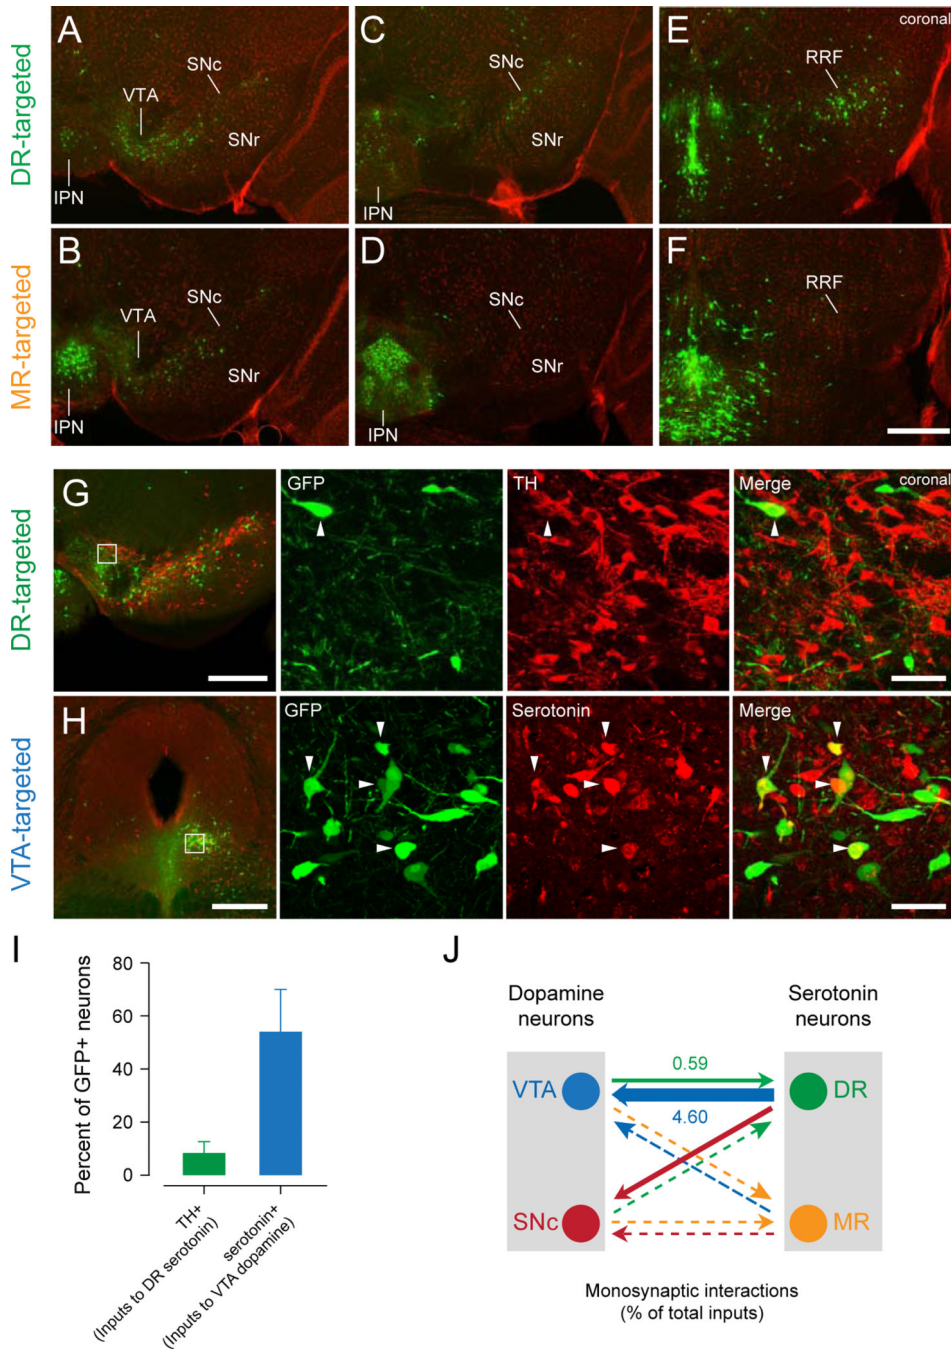 DR-targeted
A
VTA
SNc
SNr
IPN
C
SNc
SNr
IPN
E
coronal
RRF
MR-targeted
B
VTA
SNc
SNr
IPN
D
SNc
SNr
IPN
F
RRF
DR-targeted
G
GFP
TH
Merge
coronal
VTA-targeted
H
GFP
Serotonin
Merge
I
Percent of GFP+ neurons
80
60
40
20
0
TH+
(Inputs to DR serotonin)
serotonin+
(Inputs to VTA dopamine)
J
Dopamine
neurons
Serotonin
neurons
VTA
0.59
4.60
DR
SNc
MR
Monosynaptic interactions
(% of total inputs)